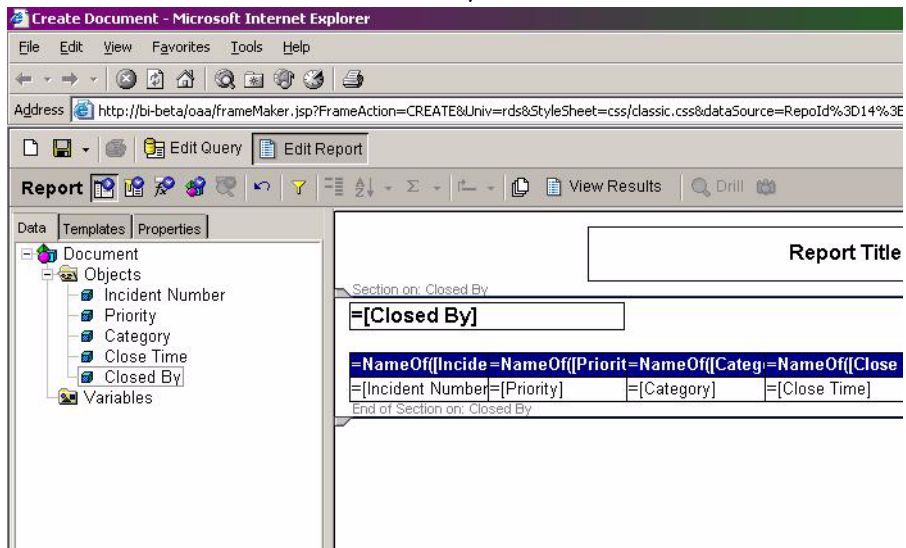 Create Document - Microsoft Internet Explorer
File Edit View Favorites Tools Help
Address http://bi-beta/oaa/frameMaker.jsp?FrameAction=CREATE&Univ=rds&StyleSheet=css/classic.css&dataSource=RepoId%3D14%3E
Edit Query Edit Report
Report View Results Drill
Data Templates Properties
Document
Objects
Incident Number
Priority
Category
Close Time
Closed By
Variables
Report Title
Section on: Closed By
=[Closed By]
=NameOf([Incide =NameOf([Priorit =NameOf([Categ =NameOf([Close
=[Incident Number =[Priority] =[Category] =[Close Time]
End of Section on: Closed By